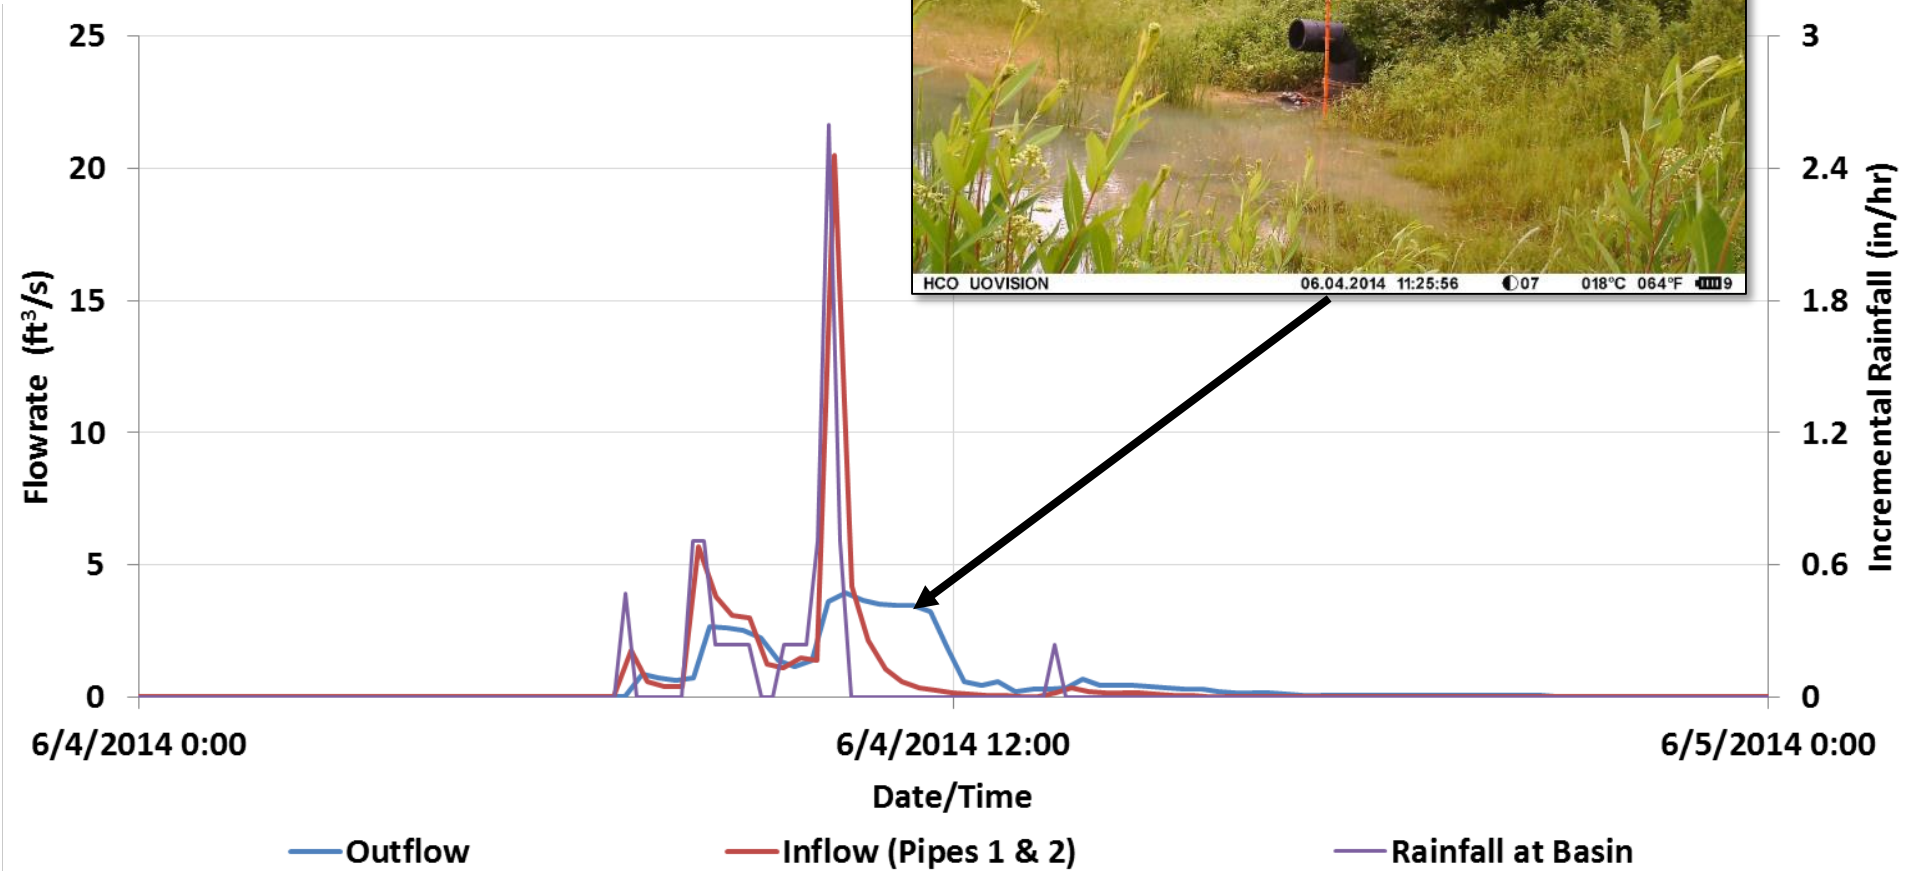 25
20
15
10
5
0
Flowrate (ft³/s)
3
2.4
1.8
1.2
0.6
0
Incremental Rainfall (in/hr)
HCO UOVISION 06.04.2014 11:25:56 07 018°C 064°F 9
6/4/2014 0:00 6/4/2014 12:00 6/5/2014 0:00
Date/Time
Outflow Inflow (Pipes 1 & 2) Rainfall at Basin